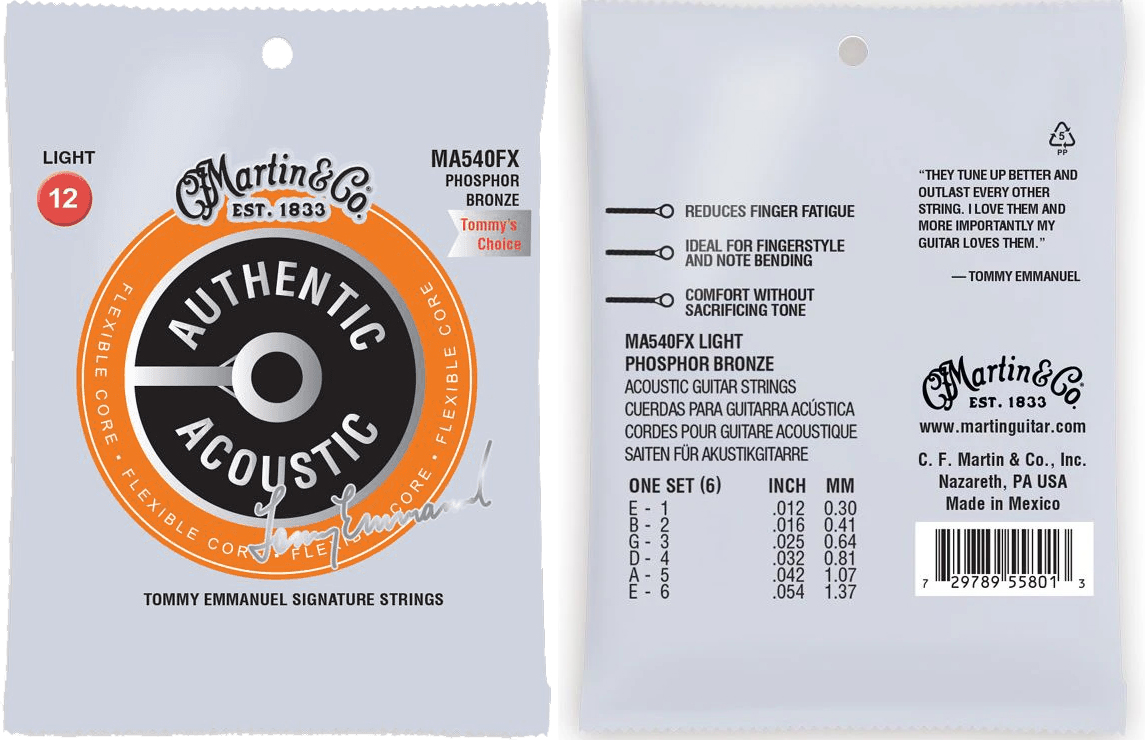 LIGHT
12
MA540FX
PHOSPHOR
BRONZE
Tommy's
Choice
CFMartin & Co.®
EST. 1833
AUTHENTIC
ACOUSTIC
FLEXIBLE CORE • FLEXIBLE CORE • FLEXIBLE CORE • FLEXIBLE CORE
Tommy Emmanuel
TOMMY EMMANUEL SIGNATURE STRINGS
5
PP
REDUCES FINGER FATIGUE
IDEAL FOR FINGERSTYLE
AND NOTE BENDING
COMFORT WITHOUT
SACRIFICING TONE
“THEY TUNE UP BETTER AND
OUTLAST EVERY OTHER
STRING. I LOVE THEM AND
MORE IMPORTANTLY MY
GUITAR LOVES THEM.”
— TOMMY EMMANUEL
MA540FX LIGHT
PHOSPHOR BRONZE
ACOUSTIC GUITAR STRINGS
CUERDAS PARA GUITARRA ACÚSTICA
CORDES POUR GUITARE ACOUSTIQUE
SAITEN FÜR AKUSTIKGITARRE
ONE SET (6) INCH MM
E - 1 .012 0.30
B - 2 .016 0.41
G - 3 .025 0.64
D - 4 .032 0.81
A - 5 .042 1.07
E - 6 .054 1.37
CFMartin & Co.®
EST. 1833
www.martinguitar.com
C. F. Martin & Co., Inc.
Nazareth, PA USA
Made in Mexico
7 29789 55801 3